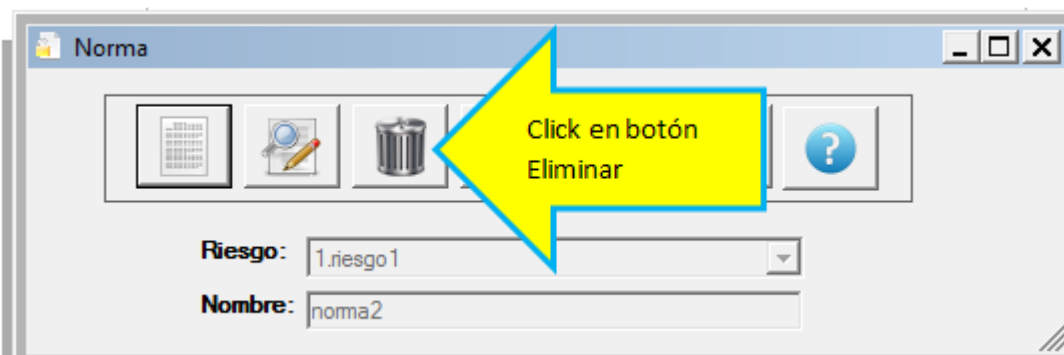 Norma
Click en botón
Eliminar
?
Riesgo:
1.riesgo1
Nombre:
norma2